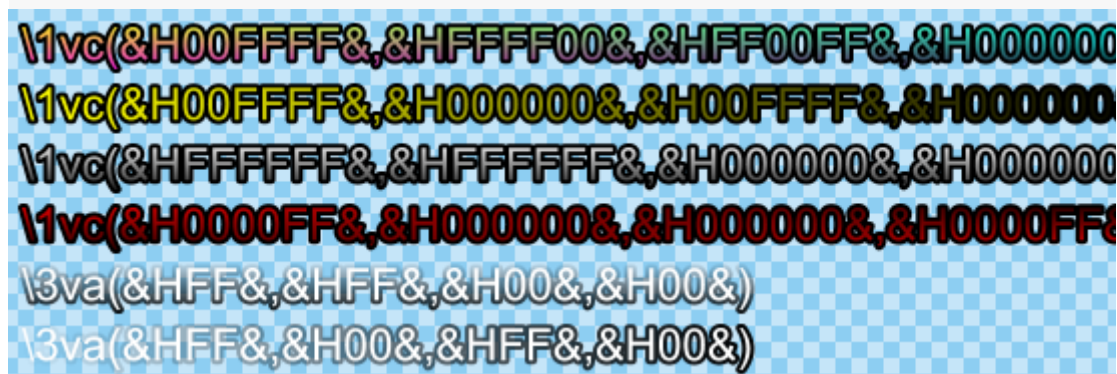 \1vc(&H00FFFF&,&HFFFF00&,&HFF00FF&,&H000000
\1vc(&H00FFFF&,&H000000&,&H00FFFF&,&H000000
\1vc(&HFFFFFF&,&HFFFFFF&,&H000000&,&H000000
\1vc(&H0000FF&,&H000000&,&H000000&,&H0000FF&
\3va(&HFF&,&HFF&,&H00&,&H00&)
\3va(&HFF&,&H00&,&HFF&,&H00&)